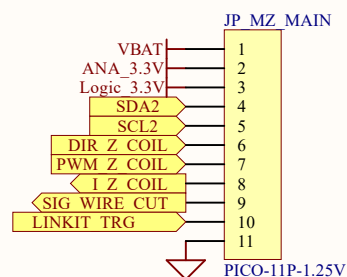 JP_MZ_MAIN
VBAT 1
ANA_3.3V 2
Logic_3.3V 3
SDA2 4
SCL2 5
DIR_Z_COIL 6
PWM_Z_COIL 7
I_Z_COIL 8
SIG_WIRE_CUT 9
LINKIT_TRG 10
11
PICO-11P-1.25V